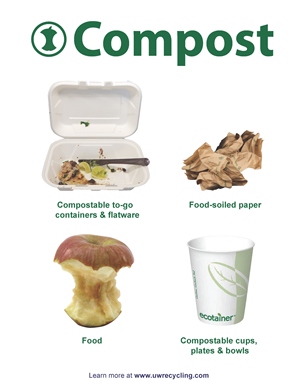 Compost
Compostable to-go
containers & flatware
Food-soiled paper
ecotainer
Food
Compostable cups,
plates & bowls
Learn more at www.uwrecycling.com